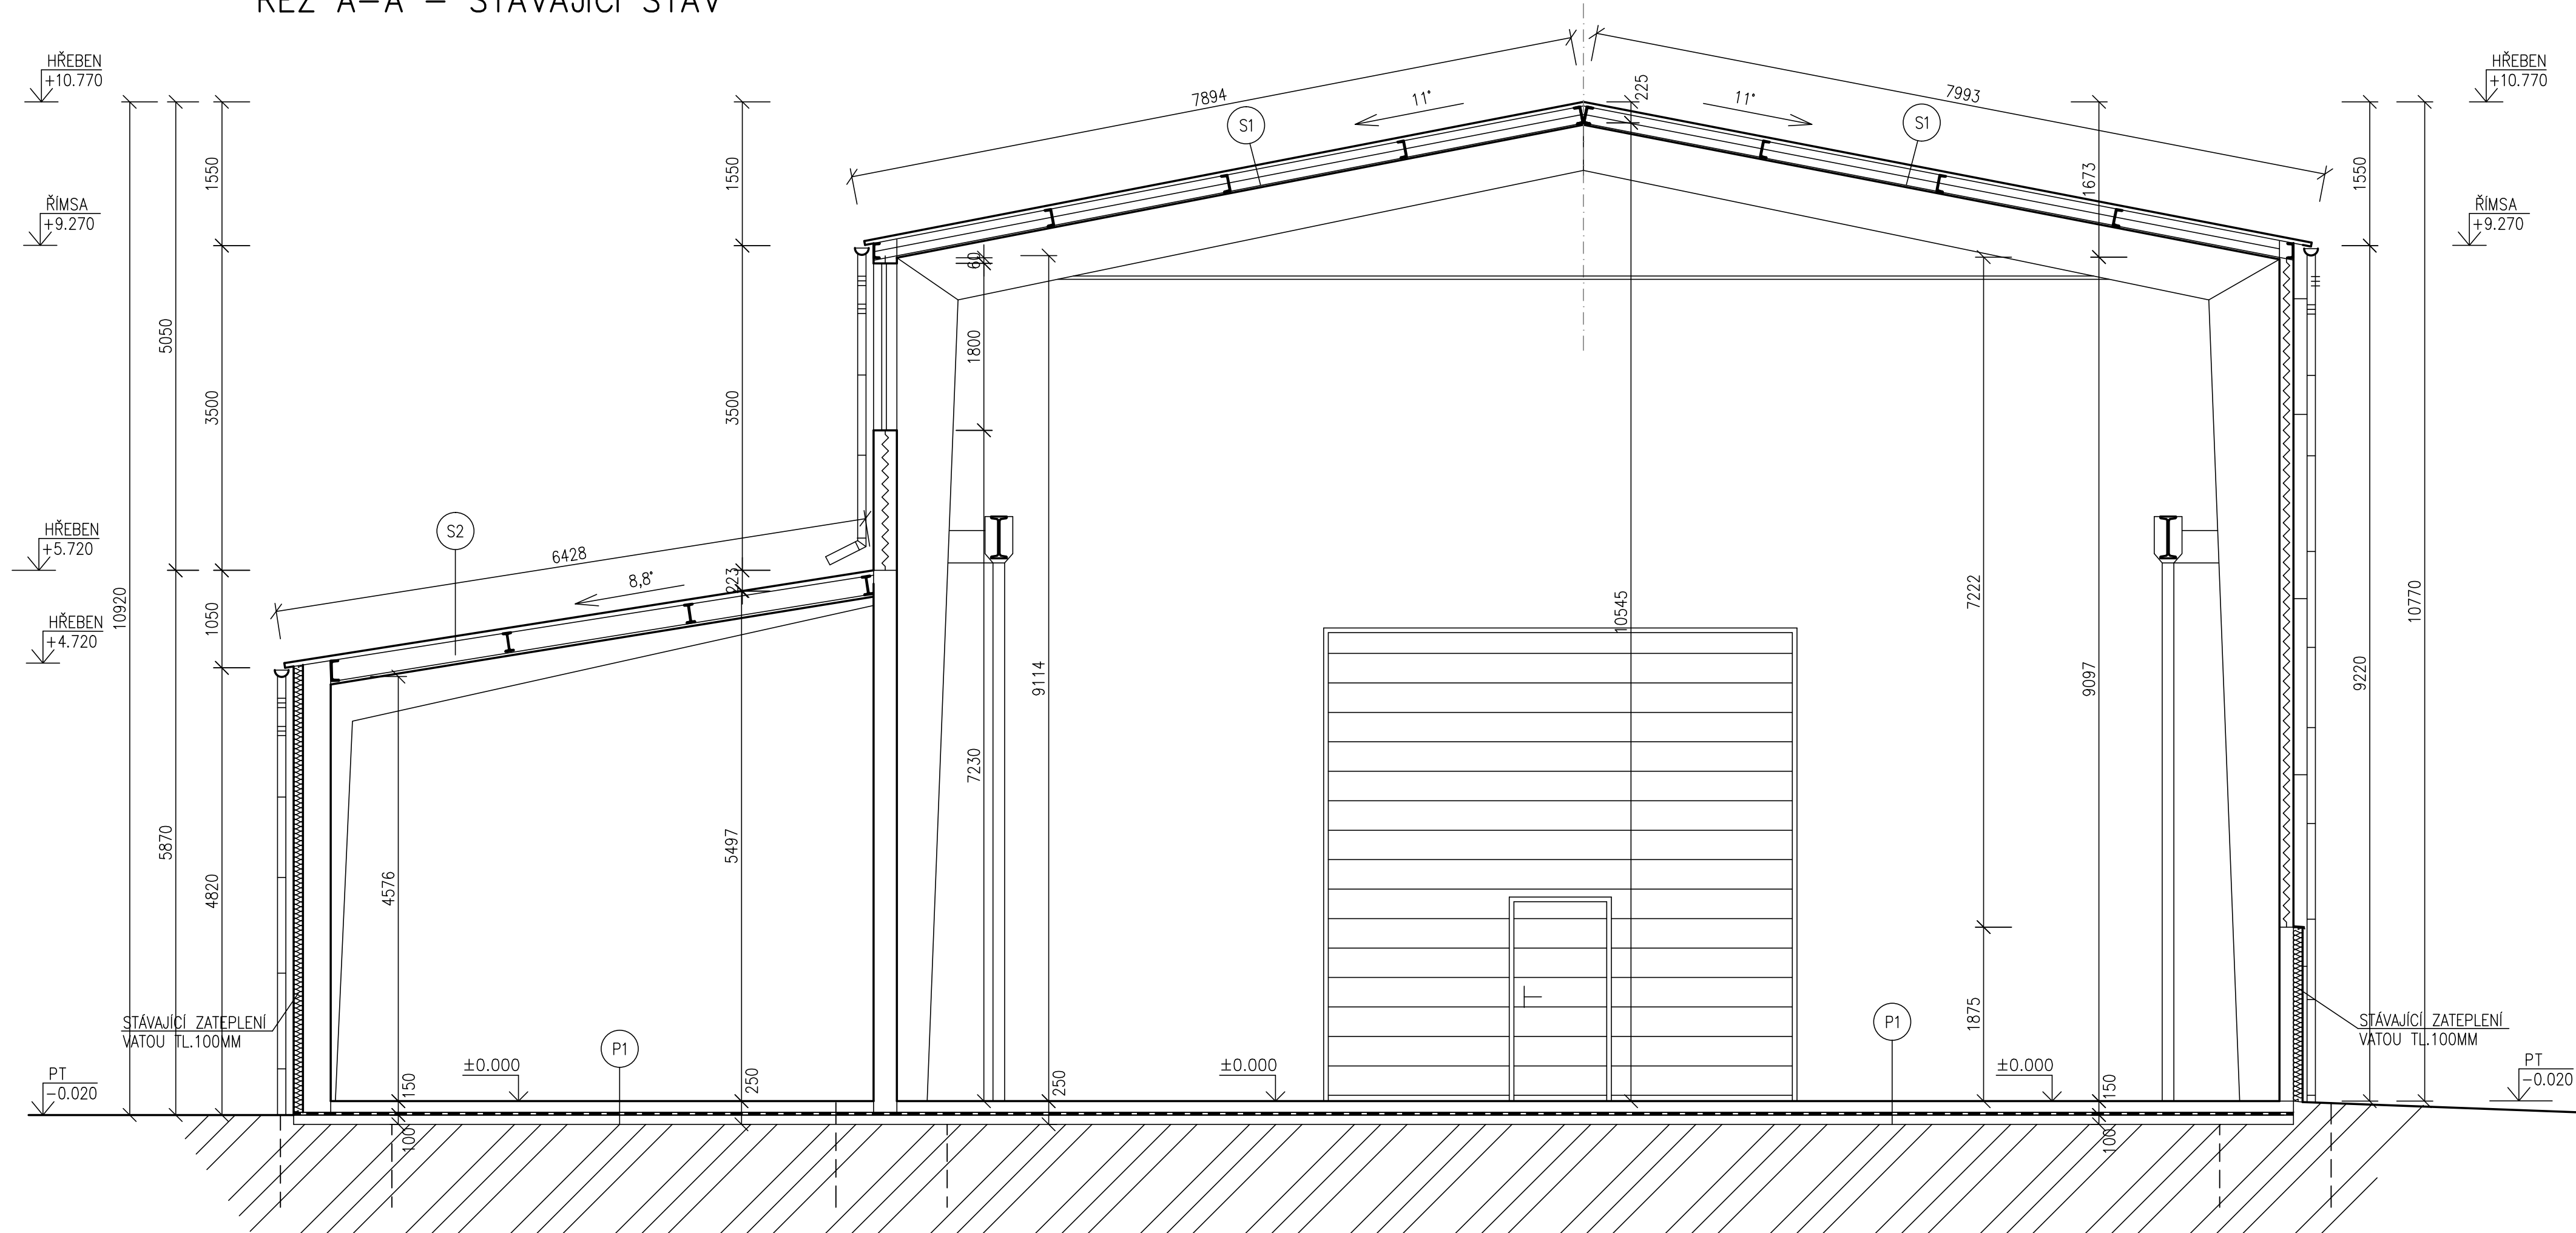 ŘEZ A–A – STÁVAJÍCÍ STAV
HŘEBEN
+10.770
ŘÍMSA
+9.270
HŘEBEN
+5.720
HŘEBEN
+4.720
PT
–0.020
10920
5050
5870
1550
3500
1050
4820
STÁVAJÍCÍ ZATEPLENÍ
VATOU TL.100MM
S2
6428
8,8°
4576
150
100
±0.000
P1
1550
3500
223
5497
250
7894
11°
S1
60
1800
7230
9114
250
±0.000
225
10545
11°
7993
S1
1673
9097
7222
1875
P1
±0.000
150
100
1550
9220
10770
HŘEBEN
+10.770
ŘÍMSA
+9.270
STÁVAJÍCÍ ZATEPLENÍ
VATOU TL.100MM
PT
–0.020